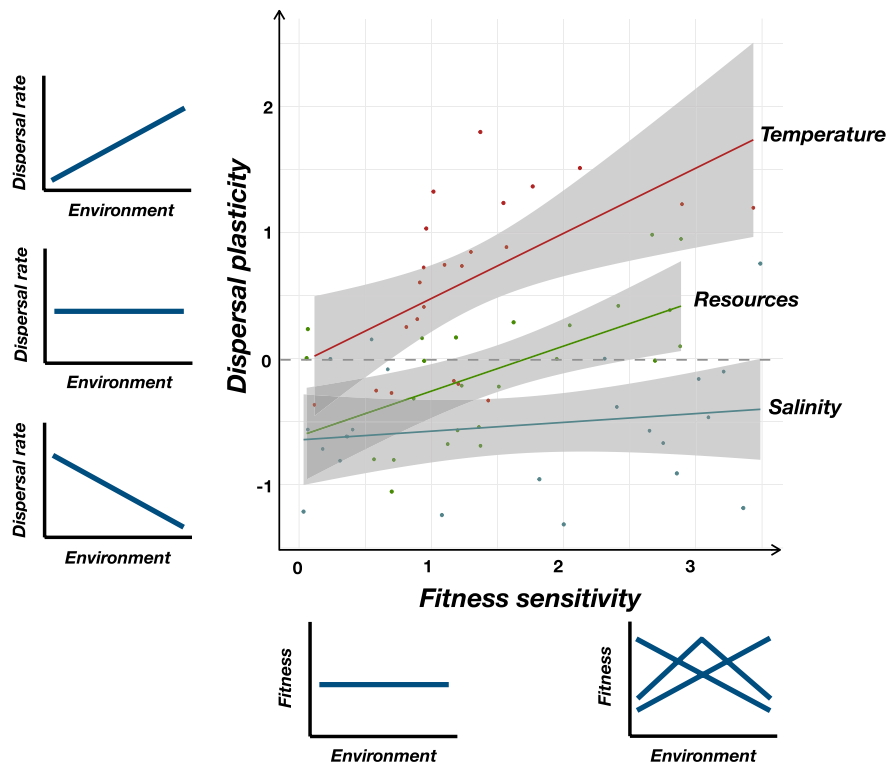 Dispersal rate
Environment
Dispersal rate
Environment
Dispersal rate
Environment
Dispersal plasticity
2
1
0
-1
Temperature
Resources
Salinity
0
1
2
3
Fitness sensitivity
Fitness
Environment
Fitness
Environment